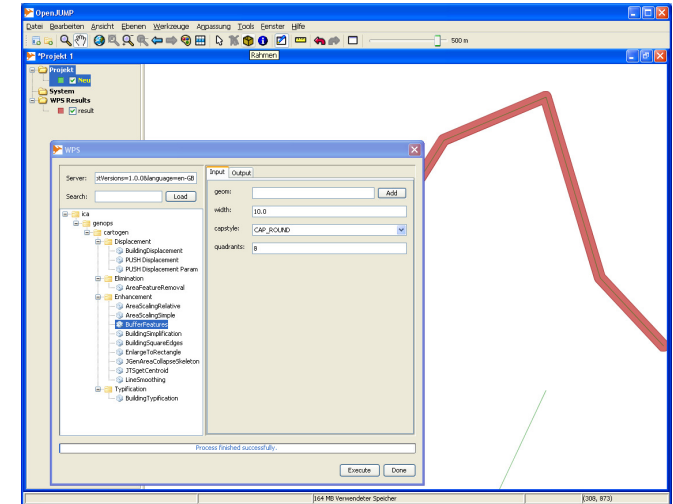 OpenJUMP
Datei Bearbeiten Ansicht Ebenen Werkzeuge Anpassung Tools Fenster Hilfe
500 m
*Projekt 1
Rahmen
Projekt
Neu
System
WPS Results
result
WPS
Server: stVersions=1.0.0&language=en-GB
Search: Load
ica
genops
cartogen
Displacement
BuildingDisplacement
PUSH Displacement
PUSH Displacement Param
Elimination
AreaFeatureRemoval
Enhancement
AreaScalingRelative
AreaScalingSimple
BufferFeatures
BuildingSimplification
BuildingSquareEdges
EnlargeToRectangle
JGenAreaCollapseSkeleton
JTSgetCentroid
LineSmoothing
Typification
BuildingTypification
Input Output
geom: Add
width: 10.0
capstyle: CAP_ROUND
quadrants: 8
Process finished successfully.
Execute Done
164 MB Verwendeter Speicher
(308, 873)